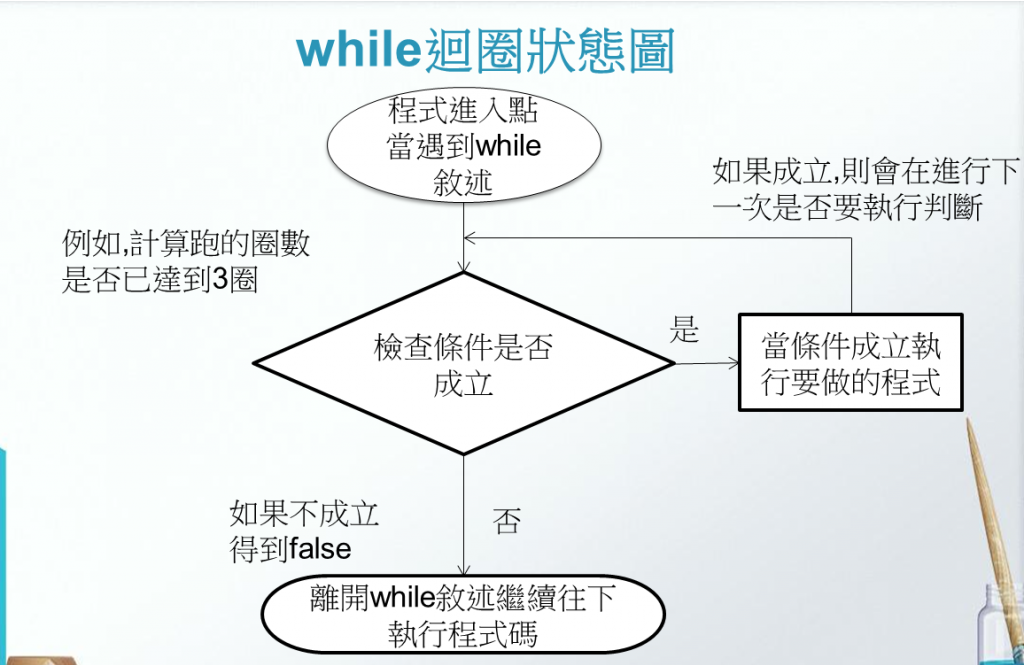 while迴圈狀態圖
程式進入點
當遇到while
敘述
如果成立,則會在進行下
一次是否要執行判斷
例如,計算跑的圈數
是否已達到3圈
檢查條件是否
成立
是
當條件成立執
行要做的程式
如果不成立
得到false
否
離開while敘述繼續往下
執行程式碼